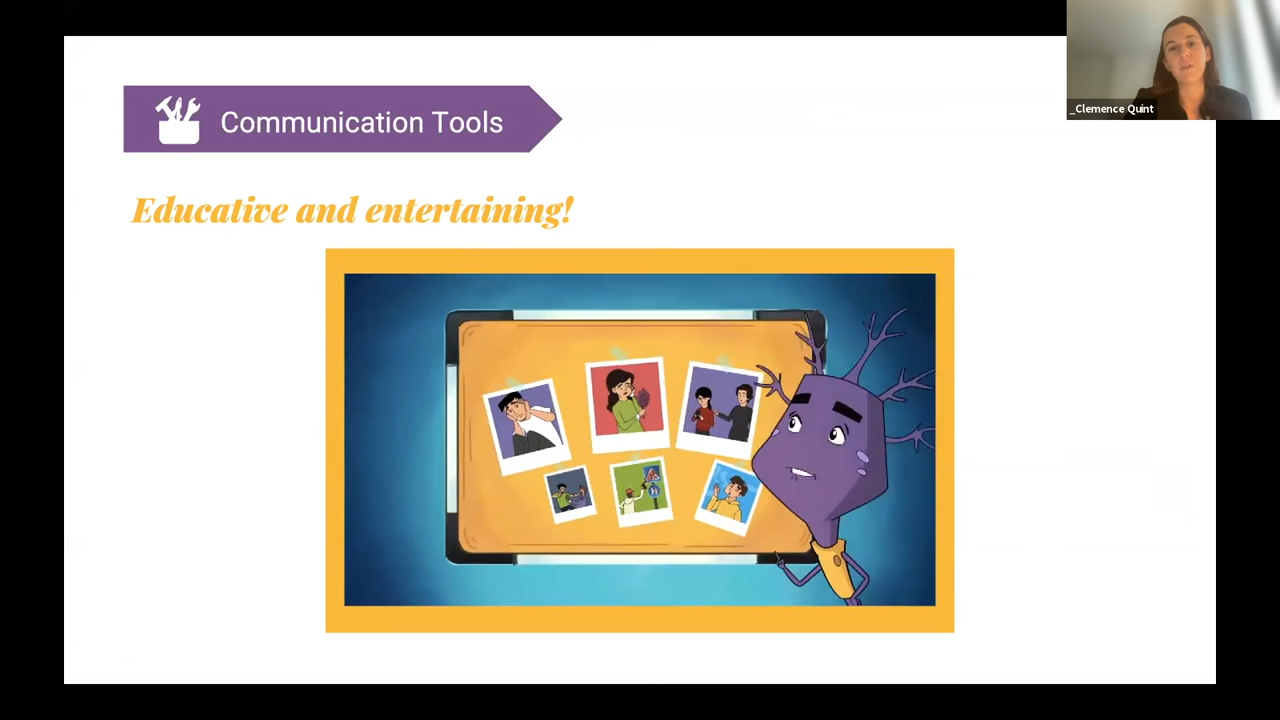 _Clemence Quint
Communication Tools
Educative and entertaining!